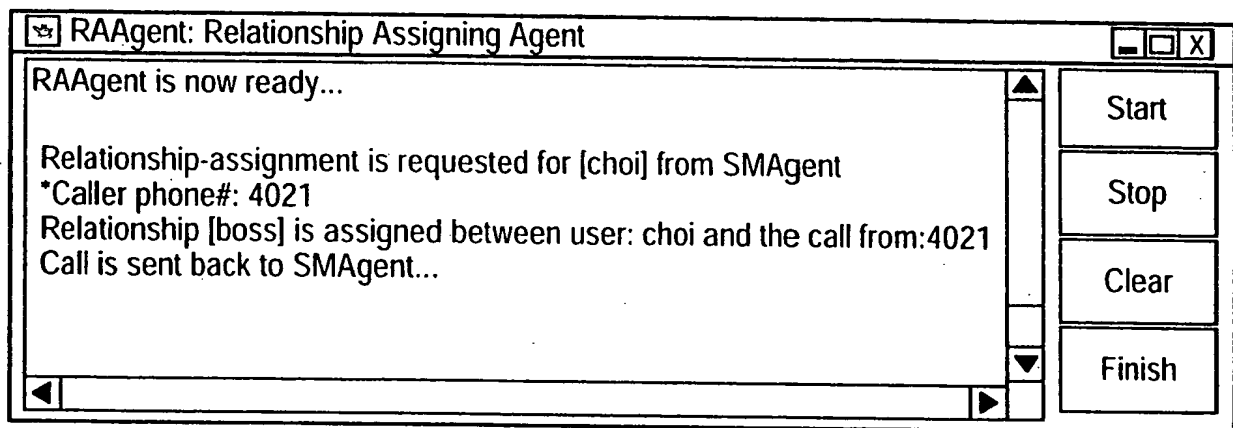 RAAgent: Relationship Assigning Agent
RAAgent is now ready...
Relationship-assignment is requested for [choi] from SMAgent
*Caller phone#: 4021
Relationship [boss] is assigned between user: choi and the call from:4021
Call is sent back to SMAgent...
Start
Stop
Clear
Finish